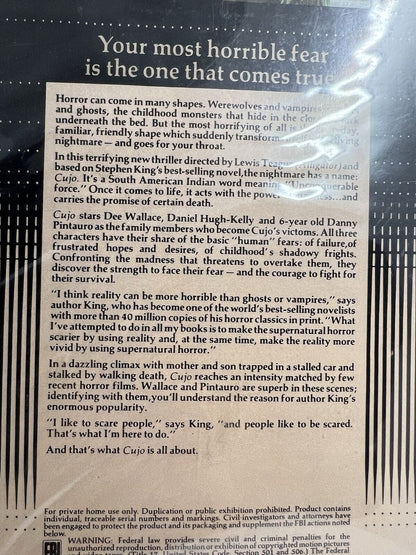 Your most horrible fear
is the one that comes true
Horror can come in many shapes. Werewolves and vampires
and ghosts, the childhood monsters that hide in the
underneath the bed. But the most horrifying of all is
familiar, friendly shape which suddenly
nightmare — and goes for your throat.
In this terrifying new thriller directed by Lewis Teague (Alligator) and
based on Stephen King's best-selling novel, the nightmare has a name:
Cujo. It's a South American Indian word meaning
force." Once it comes to life, it acts with the and
carries the promise of certain death.
Cujo stars Dee Wallace, Daniel Hugh-Kelly and 6-year old Danny
Pintauro as the family members who become Cujo's victoms. All three
characters have their share of the basic "human" fears: of failure, of
frustrated hopes and desires, of childhood's shadowy frights.
Confronting the madness that threatens to overtake them, they
discover the strength to face their fear — and the courage to fight for
their survival.
"I think reality can be more horrible than ghosts or vampires," says
author King, who has become one of the world's best-selling novelists
with more than 40 million copies of his horror classics in print. "What
I've attempted to do in all my books is to make the supernatural horror
scarier by using reality and, at the same time, make the reality more
vivid by using supernatural horror."
In a dazzling climax with mother and son trapped in a stalled car and
stalked by walking death, Cujo reaches an intensity matched by few
recent horror films. Wallace and Pintauro are superb in these scenes;
identifying with them, you'll understand the reason for author King's
enormous popularity.
"I like to scare people," says King, "and people like to be scared.
That's what I'm here to do."
And that's what Cujo is all about.
For private home use only. Duplication or public exhibition prohibited. Product contains
individual, traceable serial numbers and markings. Civil investigators and attorneys have
been engaged to protect the product and its packaging and supplement the FBI actions noted
below.
FBI
WARNING: Federal law provides severe civil and criminal penalties for the
unauthorized reproduction, distribution or exhibition of copyrighted motion pictures
and video tapes. (Title 17, United States Code, Section 501 and 506.) The Federal